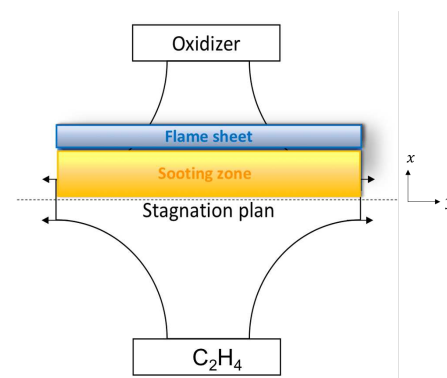 Oxidizer
Flame sheet
Sooting zone
x
Stagnation plan
C₂H₄